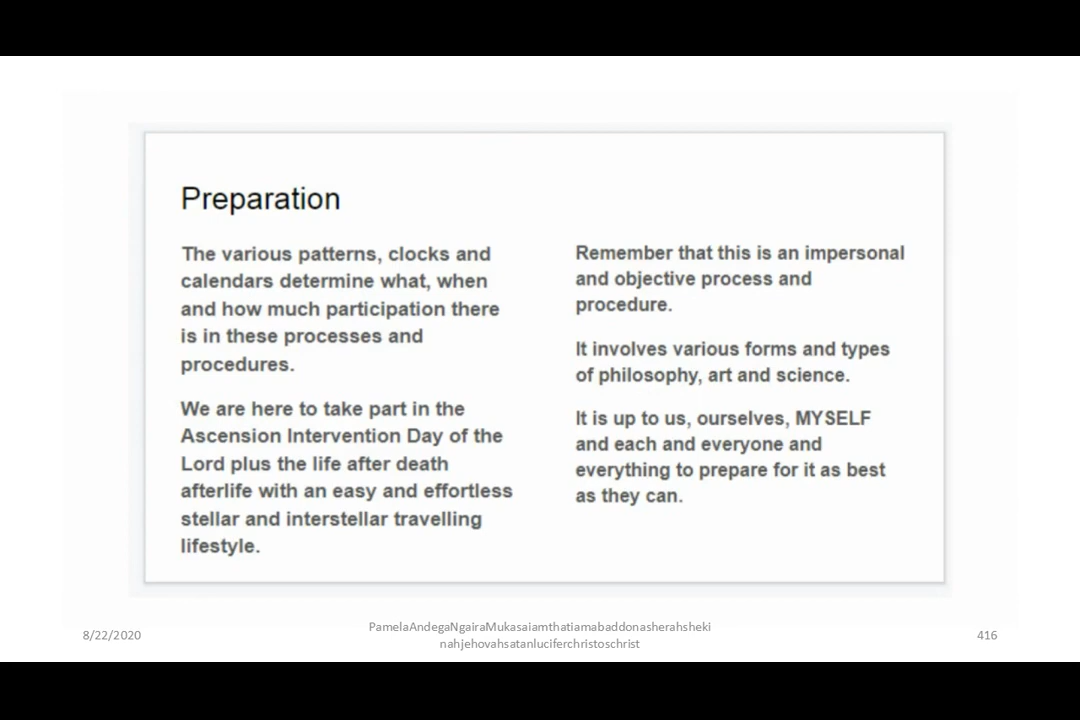 Preparation
The various patterns, clocks and
calendars determine what, when
and how much participation there
is in these processes and
procedures.
We are here to take part in the
Ascension Intervention Day of the
Lord plus the life after death
afterlife with an easy and effortless
stellar and interstellar travelling
lifestyle.
Remember that this is an impersonal
and objective process and
procedure.
It involves various forms and types
of philosophy, art and science.
It is up to us, ourselves, MYSELF
and each and everyone and
everything to prepare for it as best
as they can.
8/22/2020
PamelaAndegaNgairaMukasaiamthatiamabaddonasherahsheki
nahjehovahsatanluciferchristoschrist
416